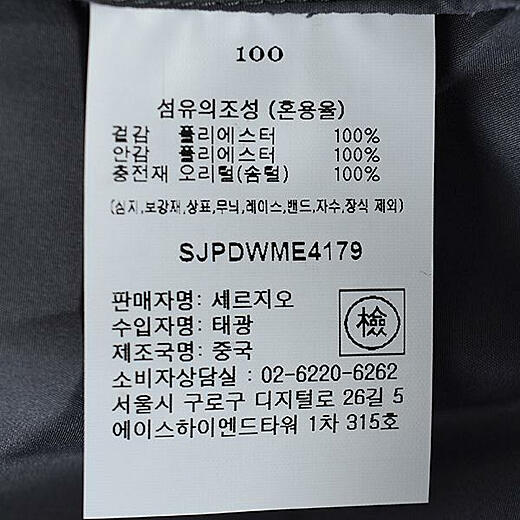 100
섬유의조성 (혼용율)
겉감 폴리에스터 100%
안감 폴리에스터 100%
충전재 오리털(솜털) 100%
(심지,보강재,상표,무늬,레이스,밴드,자수,장식 제외)
SJPDWME4179
판매자명: 세르지오
수입자명: 태광
제조국명: 중국
檢
소비자상담실 : 02-6220-6262
서울시 구로구 디지털로 26길 5
에이스하이엔드타워 1차 315호